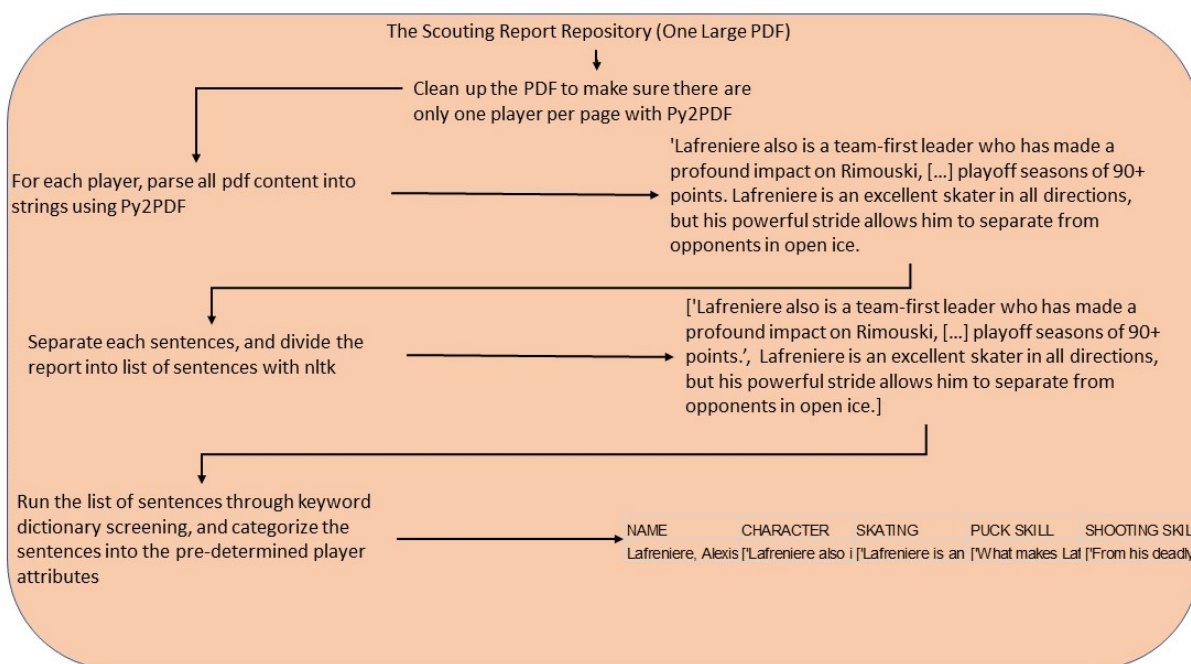 The Scouting Report Repository (One Large PDF)
Clean up the PDF to make sure there are
only one player per page with Py2PDF
For each player, parse all pdf content into
strings using Py2PDF
'Lafreniere also is a team-first leader who has made a
profound impact on Rimouski, […] playoff seasons of 90+
points. Lafreniere is an excellent skater in all directions,
but his powerful stride allows him to separate from
opponents in open ice.
Separate each sentences, and divide the
report into list of sentences with nltk
['Lafreniere also is a team-first leader who has made a
profound impact on Rimouski, […] playoff seasons of 90+
points.’, Lafreniere is an excellent skater in all directions,
but his powerful stride allows him to separate from
opponents in open ice.]
Run the list of sentences through keyword
dictionary screening, and categorize the
sentences into the pre-determined player
attributes
NAME CHARACTER SKATING PUCK SKILL SHOOTING SKIL
Lafreniere, Alexis ['Lafreniere also i ['Lafreniere is an ['What makes Laf ['From his deadly